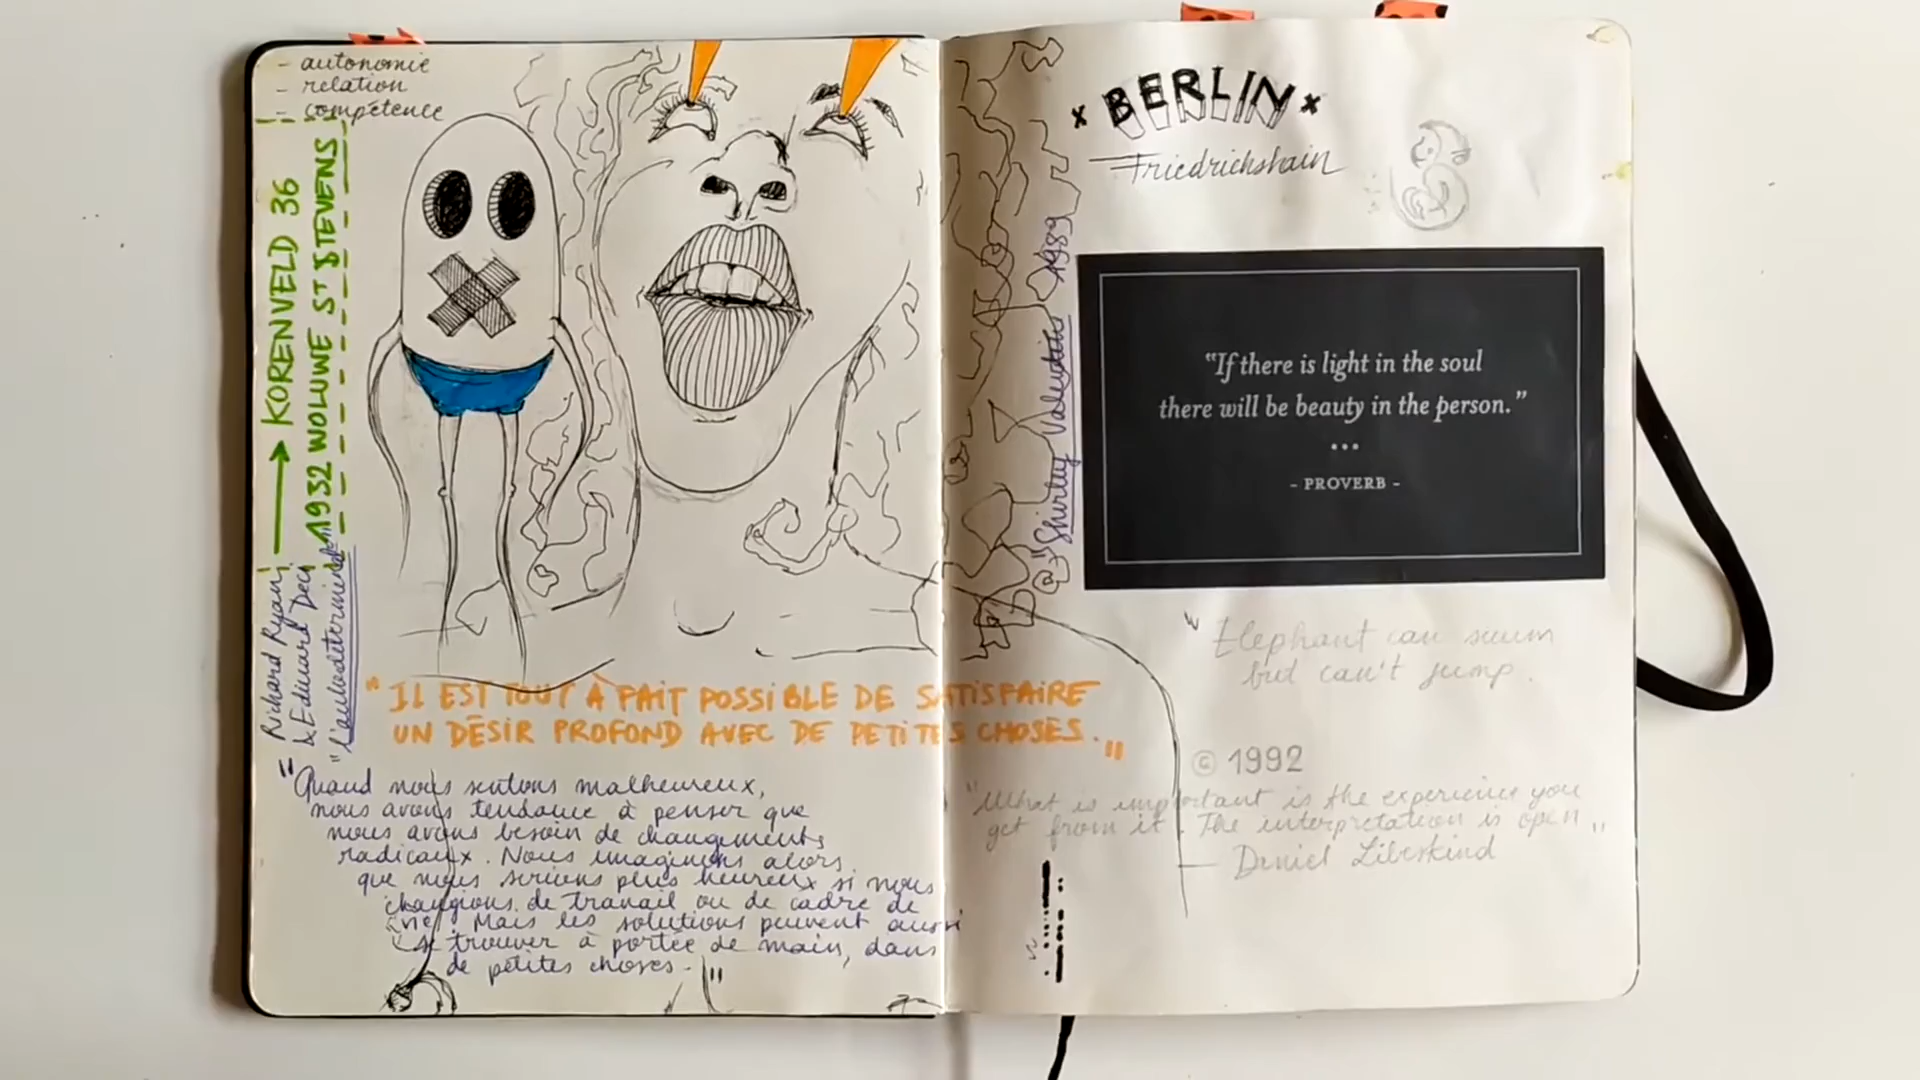 - autonomie
- relation
- compétence
KORENVELD 36
1932 WOLUWE ST STEVENS
Richard Ryan
& Edward Deci
"L'autodétermination"
"IL EST TOUT À FAIT POSSIBLE DE SATISFAIRE
UN DÉSIR PROFOND AVEC DE PETITES CHOSES."
"Quand nous sentons malheureux,
nous avons tendance à penser que
nous avons besoin de changements
radicaux. Nous imaginons alors
que nous serions plus heureux si nous
changions de travail ou de cadre de
vie. Mais les solutions peuvent aussi
se trouver à portée de main, dans
de petites choses."
x BERLIN x
Friedrichshain
"Shirley Valentine 1989
"If there is light in the soul
there will be beauty in the person."
- PROVERB -
"Elephant can swim
but can't jump.
© 1992
"What is important is the experience you
get from it. The interpretation is open"
— Daniel Libeskind